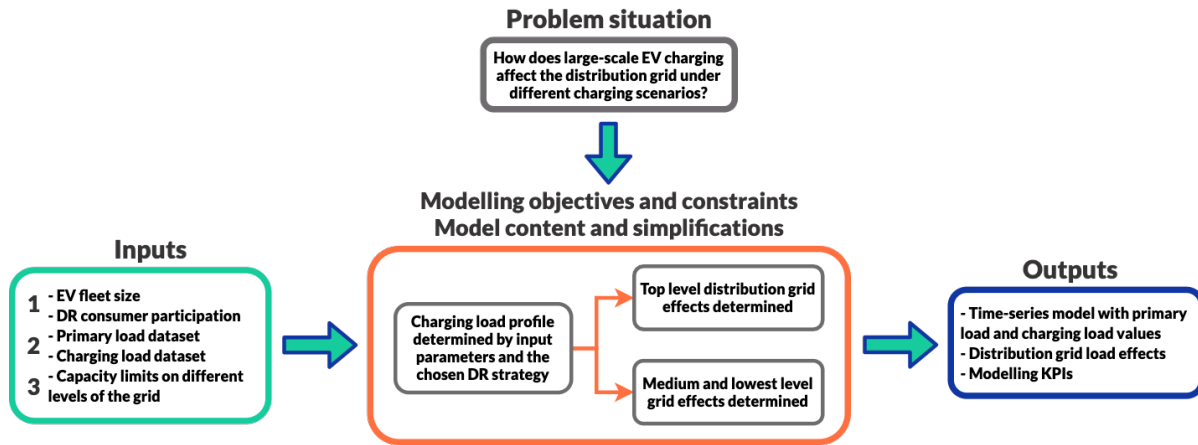 Problem situation
How does large-scale EV charging
affect the distribution grid under
different charging scenarios?
Modelling objectives and constraints
Model content and simplifications
Inputs
1
- EV fleet size
- DR consumer participation
2
- Primary load dataset
- Charging load dataset
3
- Capacity limits on different
levels of the grid
Charging load profile
determined by input
parameters and the
chosen DR strategy
Top level distribution grid
effects determined
Medium and lowest level
grid effects determined
Outputs
- Time-series model with primary
load and charging load values
- Distribution grid load effects
- Modelling KPIs